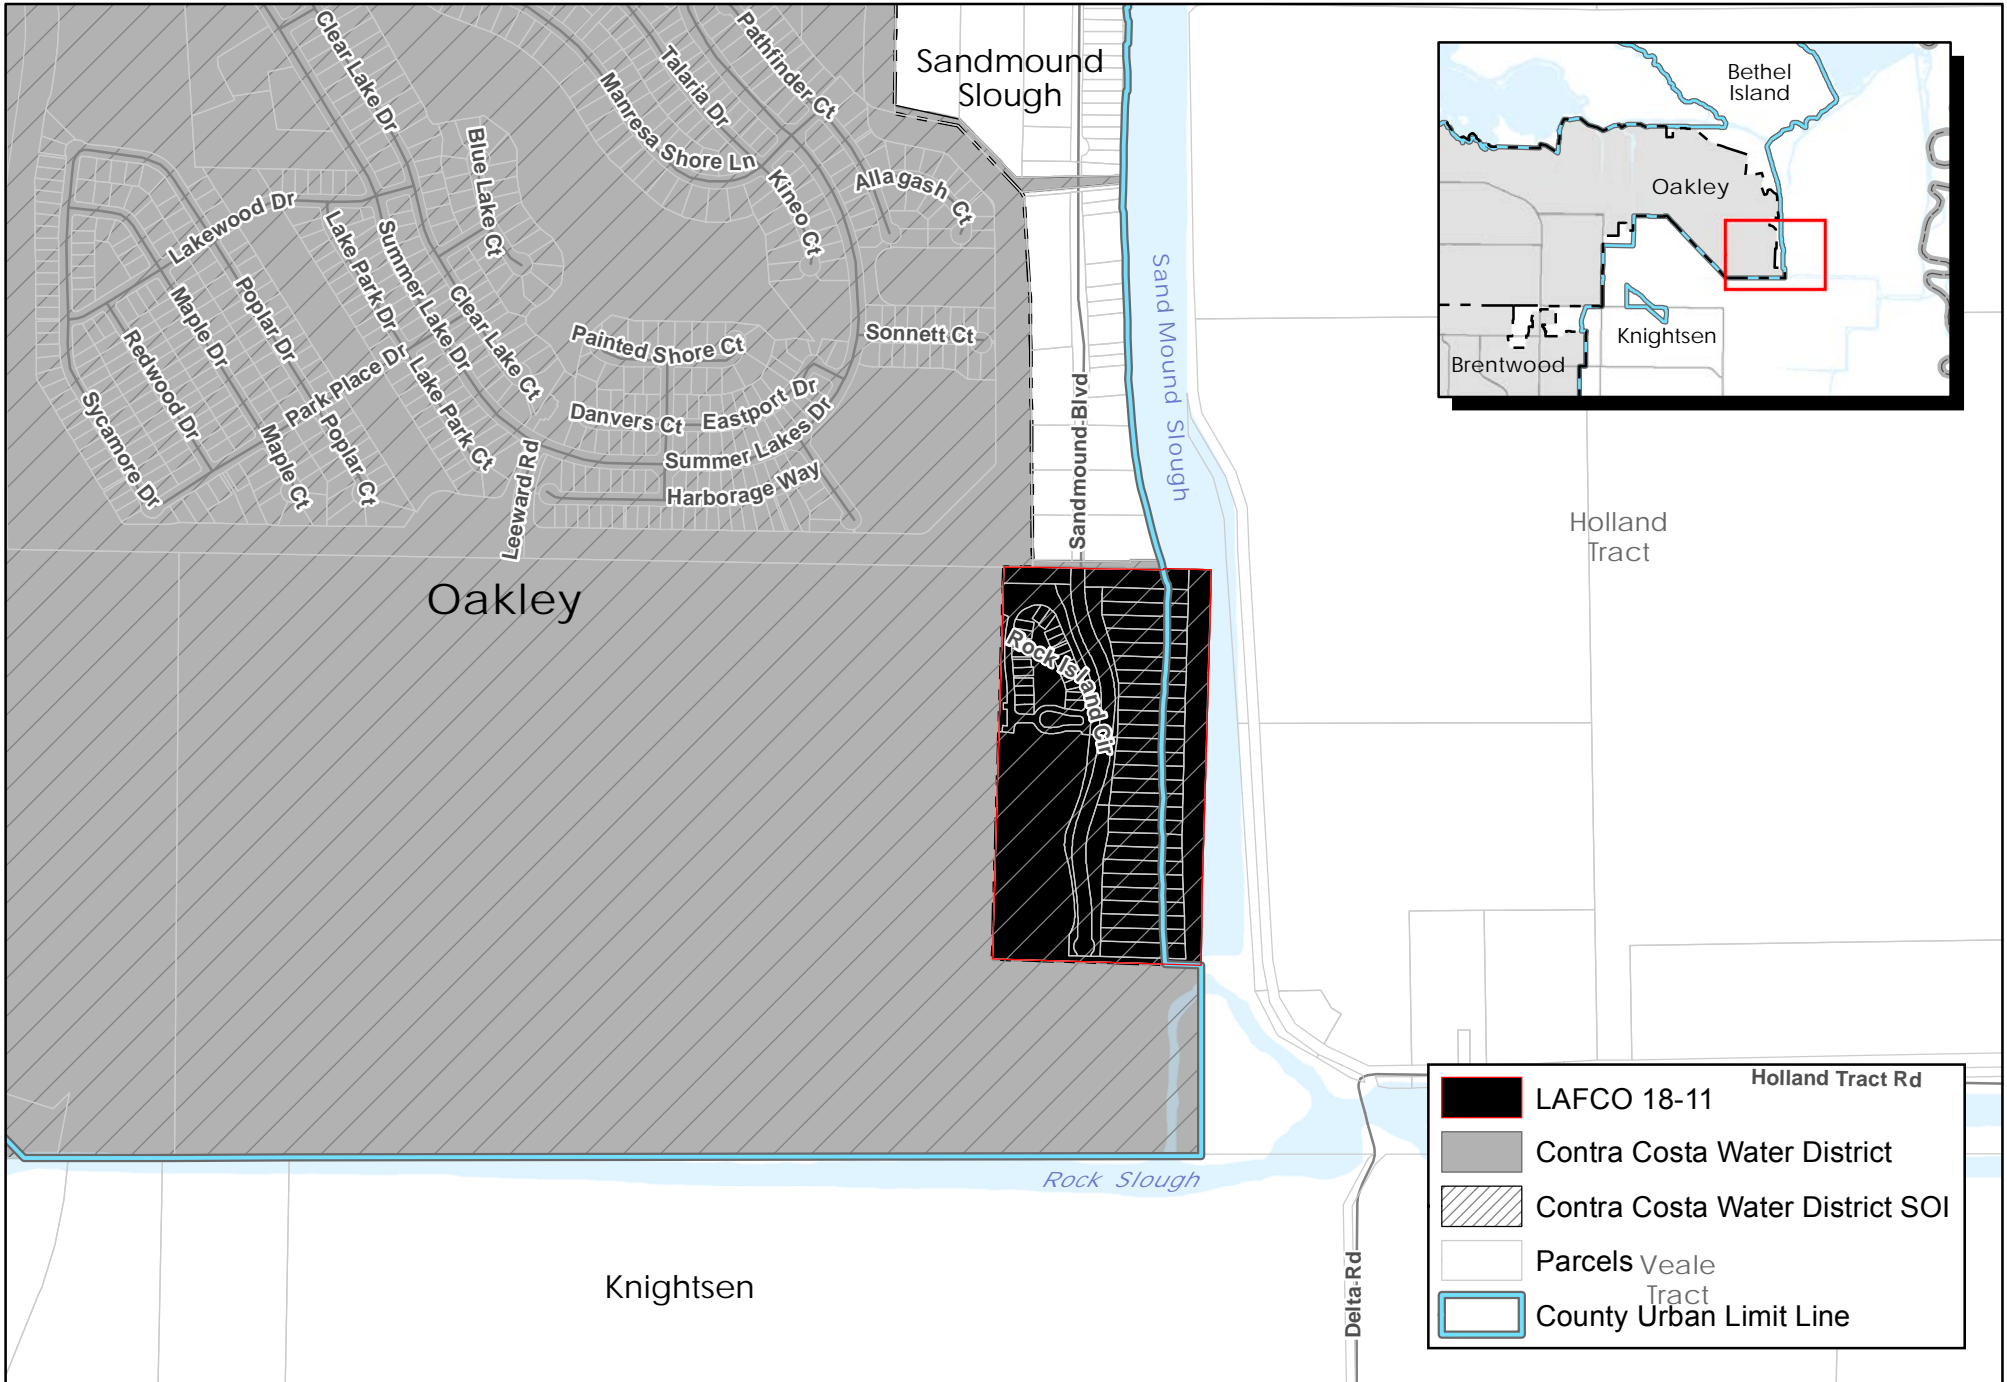 Clear Lake Dr
Pathfinder Ct
Talaria Dr
Manresa Shore Ln
Sandmound
Slough
Blue Lake Ct
Kineo Ct
Allagash Ct
Lakewood Dr
Lake Park Dr
Summer Lake Dr
Clear Lake Ct
Maple Dr
Poplar Dr
Redwood Dr
Sycamore Dr
Park Place Dr
Lake Park Ct
Maple Ct
Poplar Ct
Painted Shore Ct
Sonnett Ct
Danvers Ct
Eastport Dr
Summer Lakes Dr
Harborage Way
Leeward Rd
Sandmound Blvd
Sand Mound Slough
Oakley
Rock Island Cir
Holland
Tract
Bethel
Island
Oakley
Knightsen
Brentwood
Rock Slough
Knightsen
Delta Rd
Holland Tract Rd
LAFCO 18-11
Contra Costa Water District
Contra Costa Water District SOI
Parcels
Veale
Tract
County Urban Limit Line